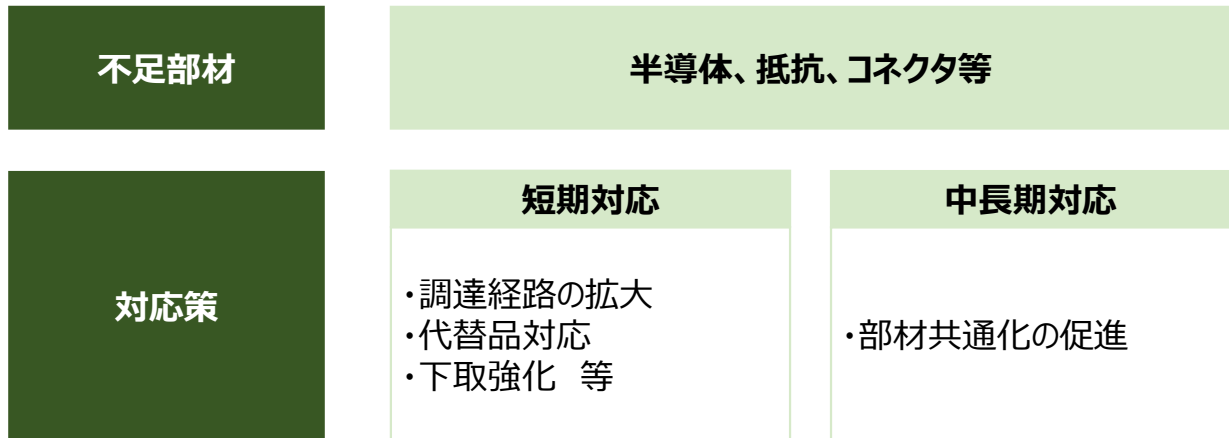 不足部材
半導体、抵抗、コネクタ等
対応策
短期対応
・調達経路の拡大
・代替品対応
・下取強化　等
中長期対応
・部材共通化の促進